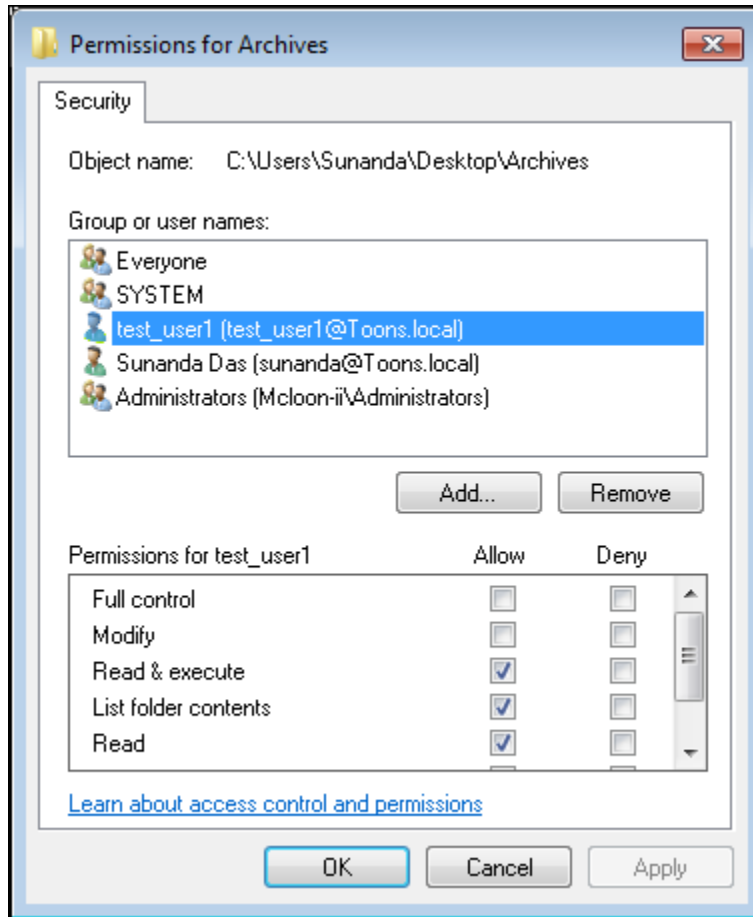 Permissions for Archives
Security
Object name: C:\Users\Sunanda\Desktop\Archives
Group or user names:
Everyone
SYSTEM
test_user1 (test_user1@Toons.local)
Sunanda Das (sunanda@Toons.local)
Administrators (Mcloon-ii\Administrators)
Add... Remove
Permissions for test_user1 Allow Deny
Full control
Modify
Read & execute
List folder contents
Read
Learn about access control and permissions
OK Cancel Apply